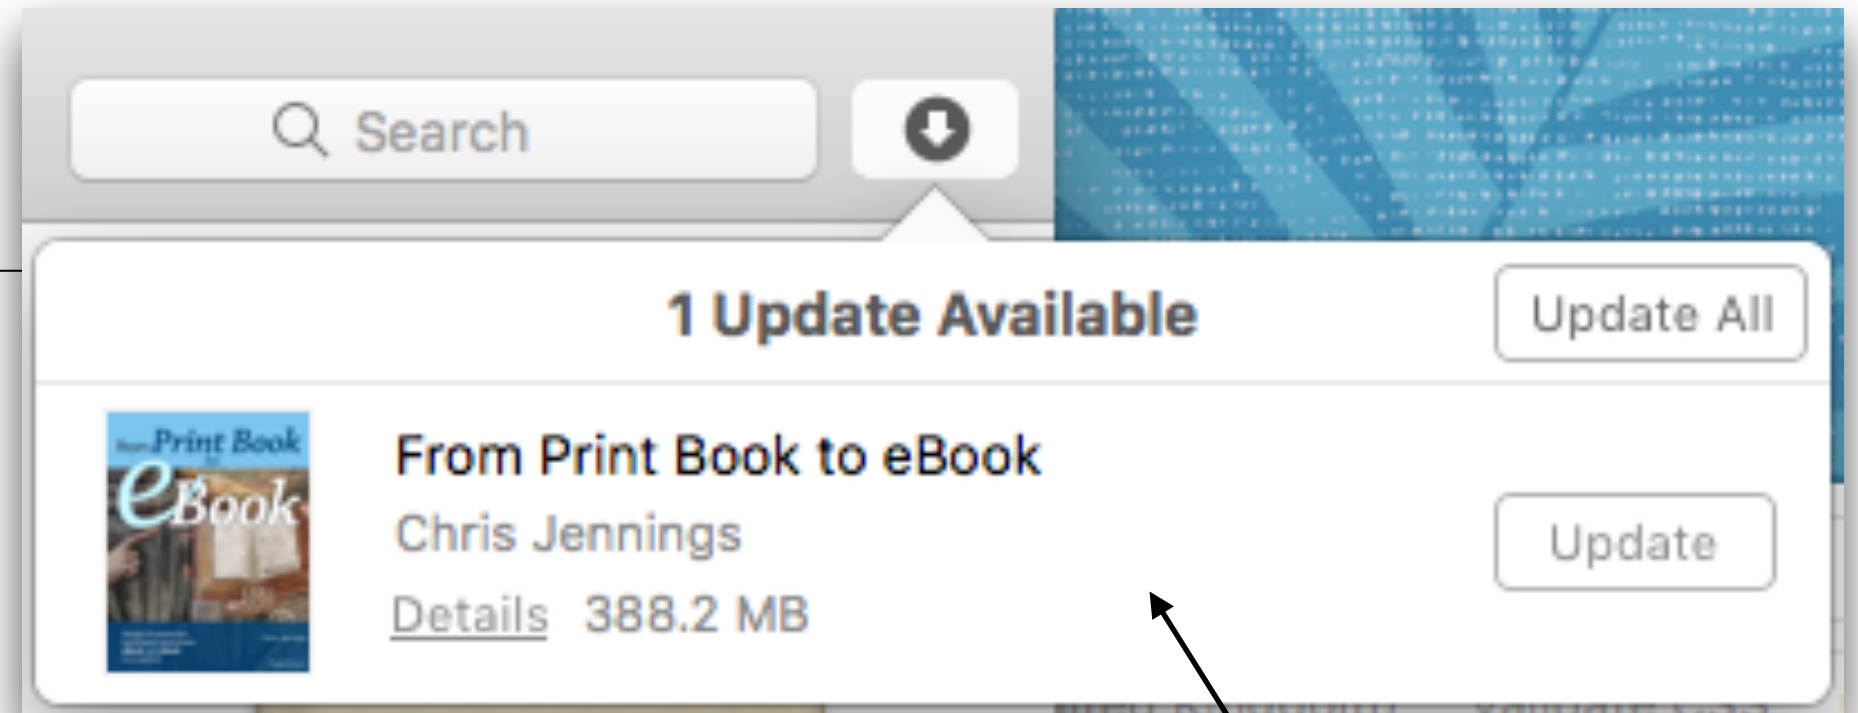 Search
1 Update Available
Update All
From Print Book to eBook
Chris Jennings
Details 388.2 MB
Update
Print Book
eBook